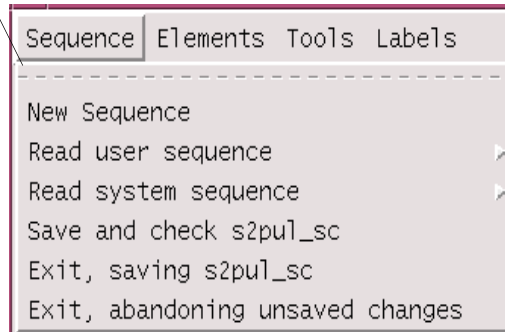 Sequence Elements Tools Labels
New Sequence
Read user sequence
Read system sequence
Save and check s2pul_sc
Exit, saving s2pul_sc
Exit, abandoning unsaved changes